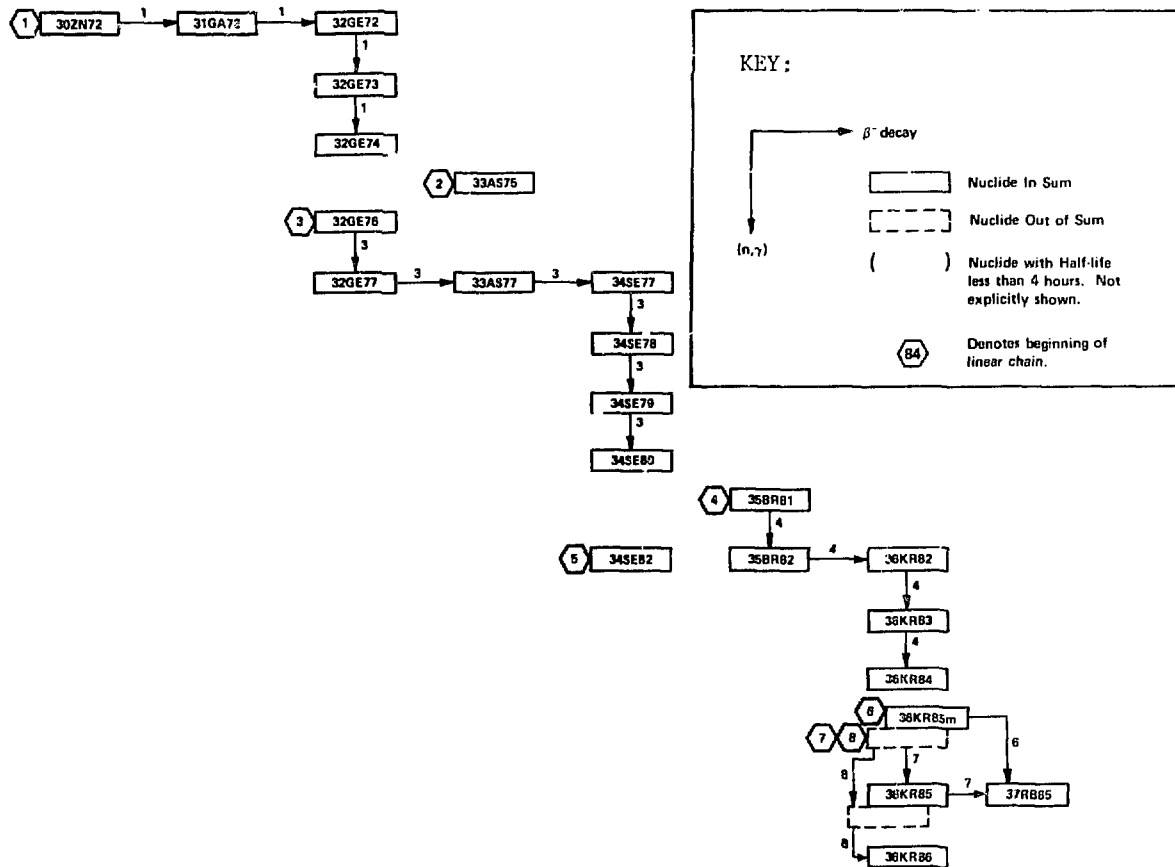 1 30ZN72 1 31GA72 1 32GE72
1
32GE73
1
32GE74
2 33AS75
3 32GE76
3
32GE77 3 33AS77 3 34SE77
3
34SE78
3
34SE79
3
34SE80
4 35BR81
4
5 34SE82 35BR82 4 36KR82
4
36KR83
4
36KR84
6 36KR85m
7 8
6
7
8
36KR85 7 37RB85
8 36KR86
KEY:
β⁻ decay
(n,γ)
Nuclide In Sum
Nuclide Out of Sum
( ) Nuclide with Half-life
less than 4 hours. Not
explicitly shown.
84 Denotes beginning of
linear chain.